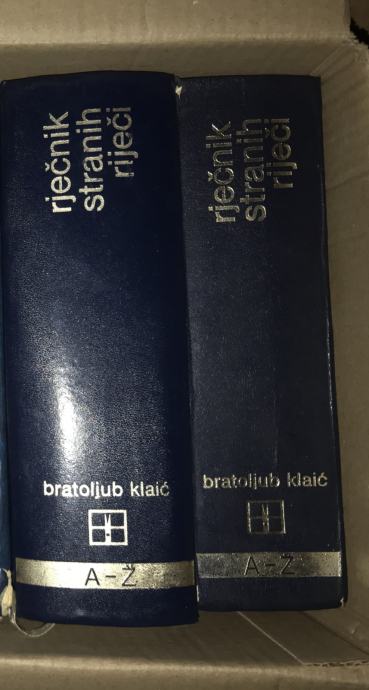 rječnik
stranih
riječi
bratoljub klaić
A-Ž
rječnik
stranih
riječi
bratoljub klaić
A-Ž